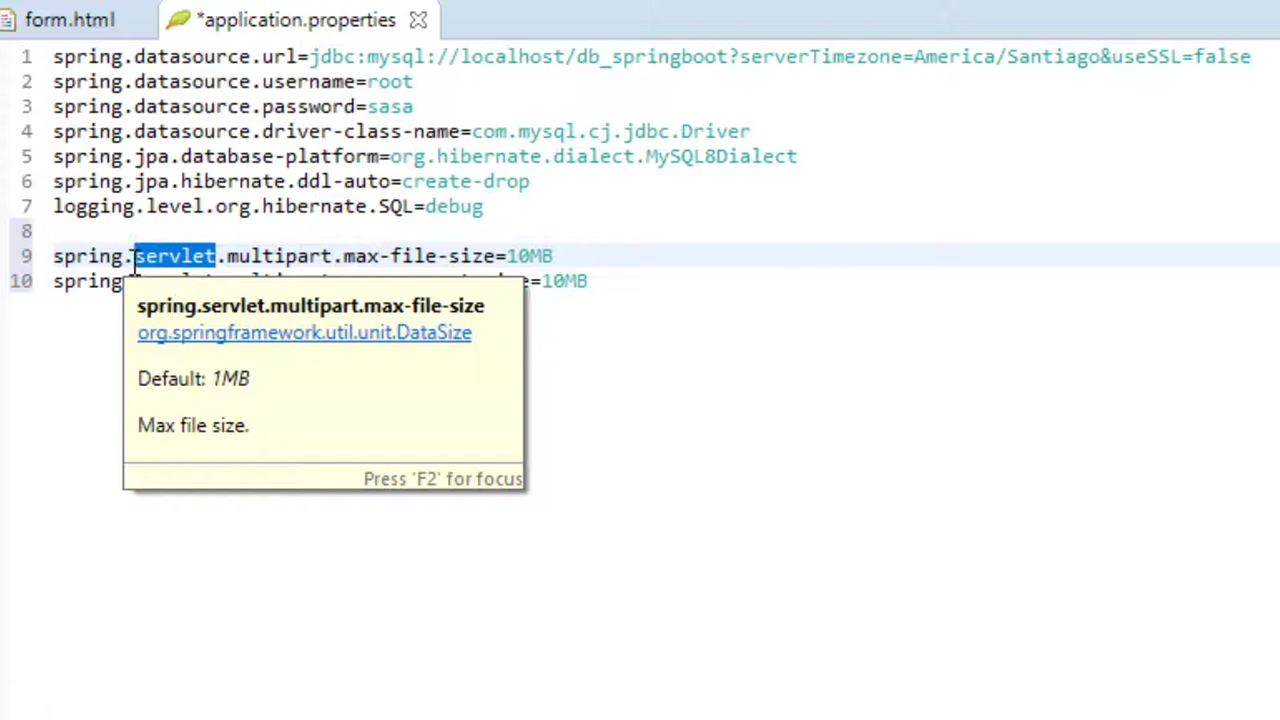 form.html
*application.properties
1 spring.datasource.url=jdbc:mysql://localhost/db_springboot?serverTimezone=America/Santiago&useSSL=false
2 spring.datasource.username=root
3 spring.datasource.password=sasa
4 spring.datasource.driver-class-name=com.mysql.cj.jdbc.Driver
5 spring.jpa.database-platform=org.hibernate.dialect.MySQL8Dialect
6 spring.jpa.hibernate.ddl-auto=create-drop
7 logging.level.org.hibernate.SQL=debug
8
9 spring.servlet.multipart.max-file-size=10MB
10 spring =10MB
spring.servlet.multipart.max-file-size
org.springframework.util.unit.DataSize
Default: 1MB
Max file size.
Press 'F2' for focus